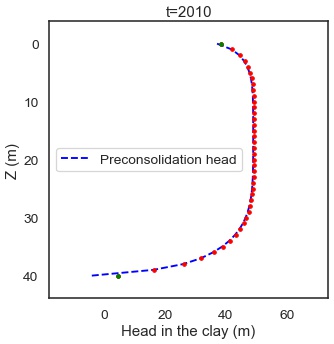 t=2010
0
10
20
30
40
Z (m)
Preconsolidation head
0 20 40 60
Head in the clay (m)